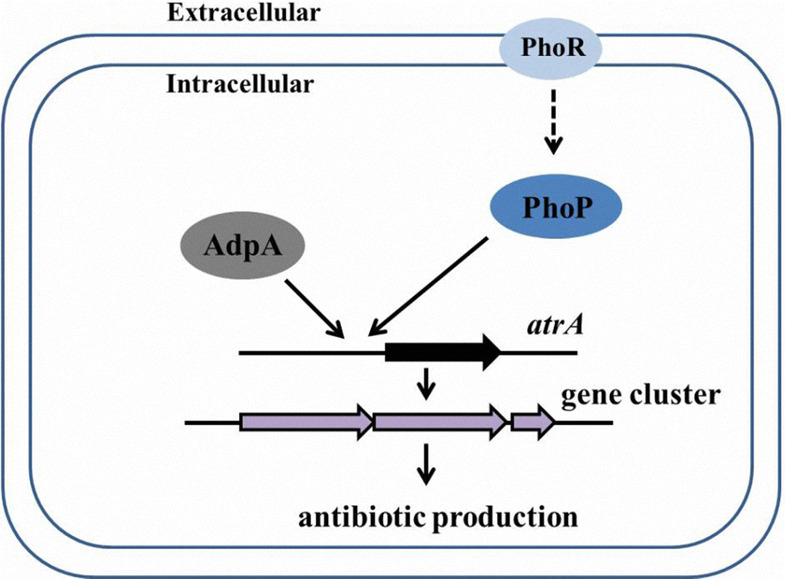 Extracellular
PhoR
Intracellular
PhoP
AdpA
atrA
gene cluster
antibiotic production